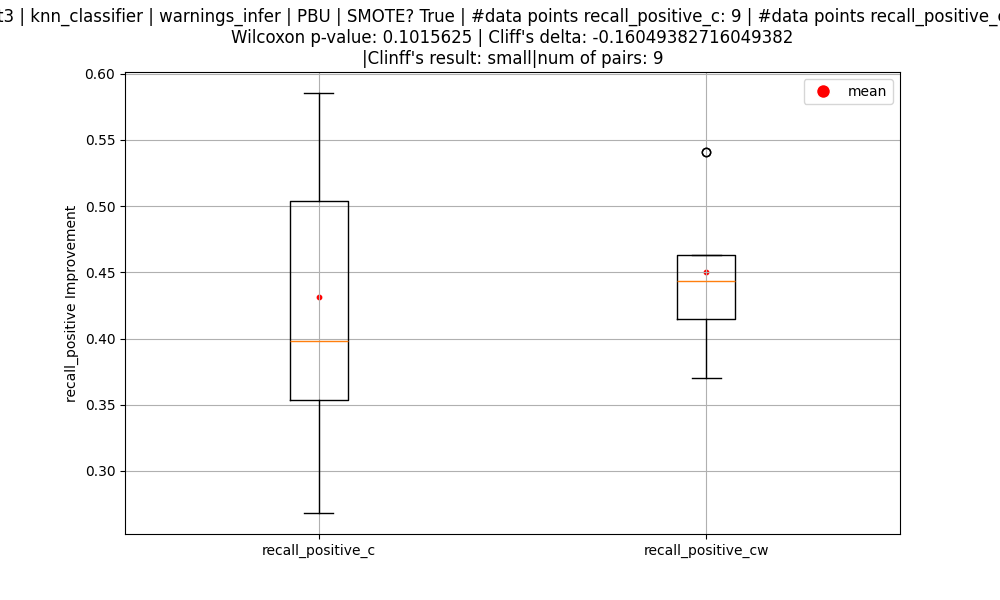 t3 | knn_classifier | warnings_infer | PBU | SMOTE? True | #data points recall_positive_c: 9 | #data points recall_positive_c
Wilcoxon p-value: 0.1015625 | Cliff's delta: -0.16049382716049382
|Clinff's result: small|num of pairs: 9
mean
0.60
0.55
0.50
0.45
0.40
0.35
0.30
recall_positive Improvement
recall_positive_c
recall_positive_cw